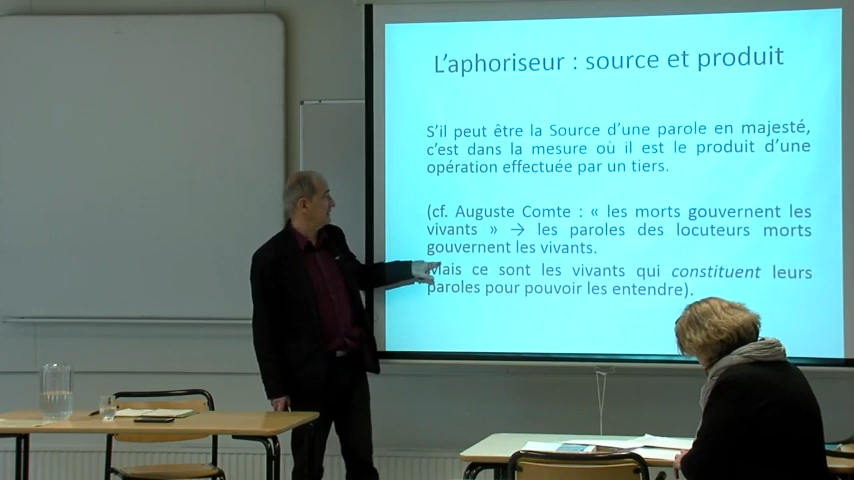 L'aphoriseur : source et produit
S'il peut être la Source d'une parole en majesté,
c'est dans la mesure où il est le produit d'une
opération effectuée par un tiers.
(cf. Auguste Comte : « les morts gouvernent les
vivants » → les paroles des locuteurs morts
gouvernent les vivants.
Mais ce sont les vivants qui constituent leurs
paroles pour pouvoir les entendre).